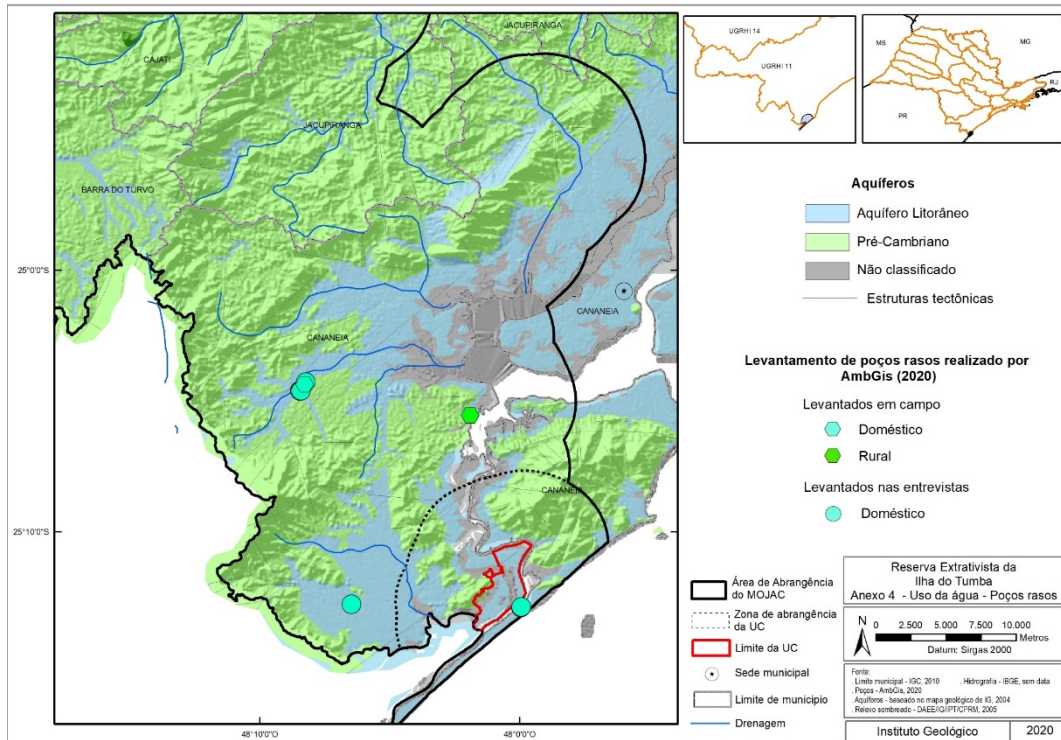 JACUPIRANGA
CAJATI
JACUPIRANGA
BARRA DO TURVO
25°0'0"S
CANANEIA
CANANEIA
25°10'0"S
CANANEIA
48°10'0"W
48°0'0"W
UGRHI 14
UGRHI 11
MS
MG
RJ
PR
Aquíferos
Aquífero Litorâneo
Pré-Cambriano
Não classificado
Estruturas tectônicas
Levantamento de poços rasos realizado por
AmbGis (2020)
Levantados em campo
Doméstico
Rural
Levantados nas entrevistas
Doméstico
Área de Abrangência
do MOJAC
Zona de abrangência
da UC
Limite da UC
Sede municipal
Limite de município
Drenagem
Reserva Extrativista da
Ilha do Tumba
Anexo 4 - Uso da água - Poços rasos
N
0 2.500 5.000 7.500 10.000
Metros
Datum: Sirgas 2000
Fonte:
. Limite municipal - IGC, 2010 . Hidrografia - IBGE, sem data
. Poços - AmbGis, 2020
. Aquíferos - baseado no mapa geológico de IG, 2004
. Relevo sombreado - DAEE/IG/IPT/CPRM, 2005
Instituto Geológico 2020